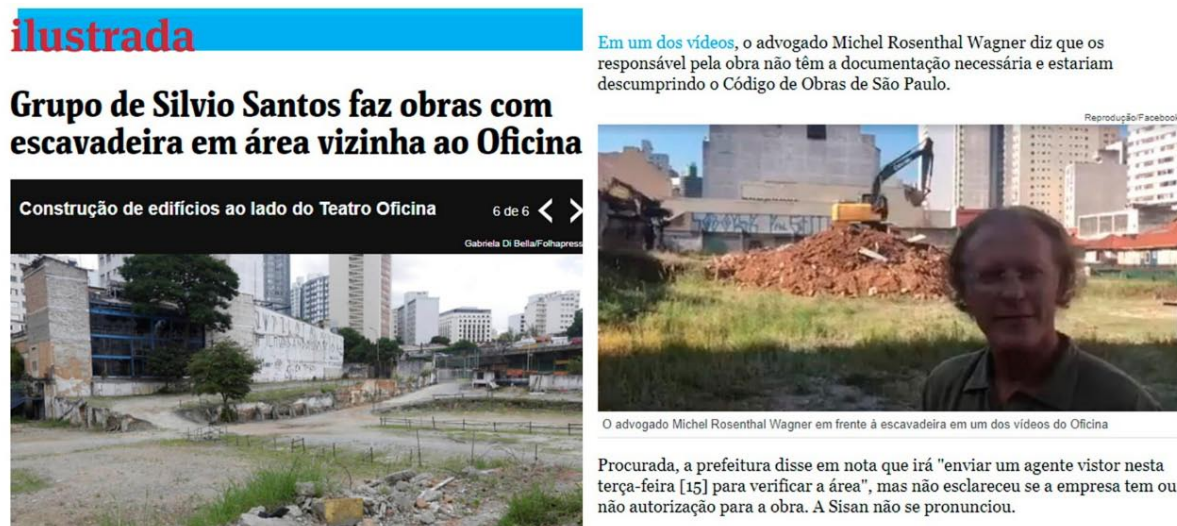 ilustrada
Grupo de Silvio Santos faz obras com
escavadeira em área vizinha ao Oficina
Construção de edifícios ao lado do Teatro Oficina
6 de 6
Gabriela Di Bella/Folhapress
Em um dos vídeos, o advogado Michel Rosenthal Wagner diz que os
responsável pela obra não têm a documentação necessária e estariam
descumprindo o Código de Obras de São Paulo.
Reprodução/Facebook
O advogado Michel Rosenthal Wagner em frente à escavadeira em um dos vídeos do Oficina
Procurada, a prefeitura disse em nota que irá "enviar um agente vistor nesta
terça-feira [15] para verificar a área", mas não esclareceu se a empresa tem ou
não autorização para a obra. A Sisan não se pronunciou.